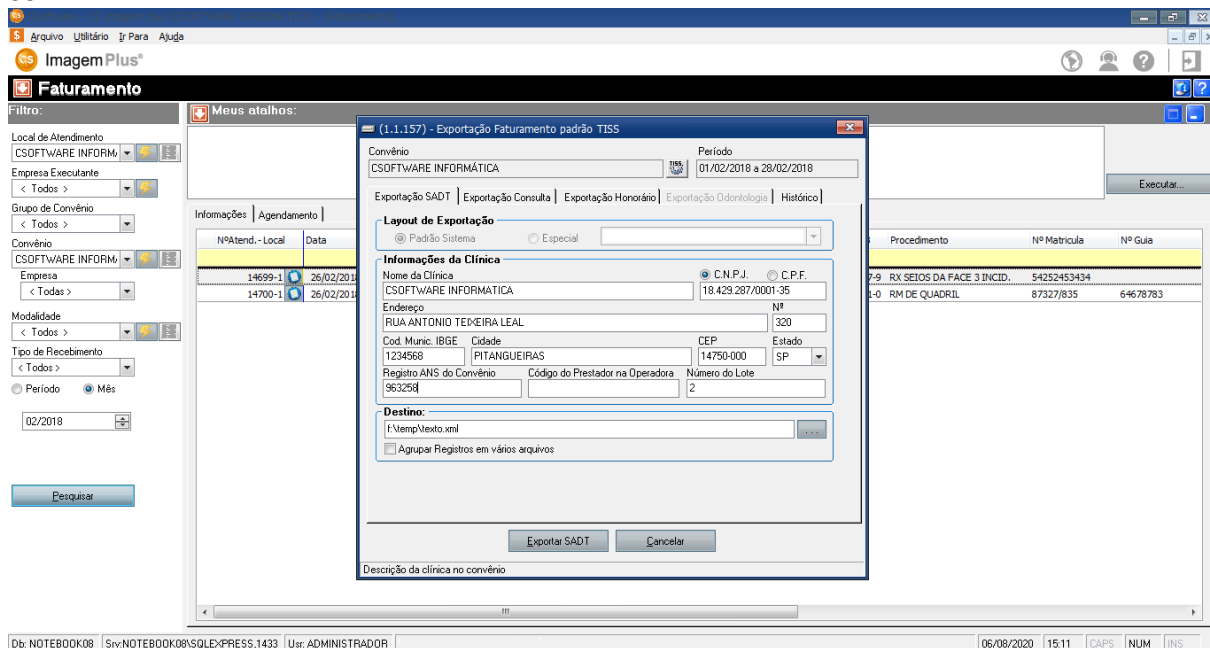 Arquivo Utilitário Ir Para Ajuda
CS ImagemPlus®
Faturamento
Filtro:
Meus atalhos:
Local de Atendimento
CSOFTWARE INFORM
Empresa Executante
< Todos >
Grupo de Convênio
< Todos >
Convênio
CSOFTWARE INFORM
Empresa
< Todas >
Modalidade
< Todos >
Tipo de Recebimento
< Todos >
Período Mês
02/2018
Pesquisar
Executar...
Informações Agendamento
NºAtend.-Local Data Procedimento Nº Matricula Nº Guia
14699-1 26/02/201 7-9 RX SEIOS DA FACE 3 INCID. 54252453434
14700-1 26/02/201 1-0 RM DE QUADRIL 87327/835 64678783
(1.1.157) - Exportação Faturamento padrão TISS
Convênio Período
CSOFTWARE INFORMÁTICA TISS 01/02/2018 a 28/02/2018
Exportação SADT Exportação Consulta Exportação Honorário Exportação Odontologia Histórico
Layout de Exportação
Padrão Sistema Especial
Informações da Clínica
Nome da Clínica C.N.P.J. C.P.F.
CSOFTWARE INFORMATICA 18.429.287/0001-35
Endereço Nº
RUA ANTONIO TEIXEIRA LEAL 320
Cod. Munic. IBGE Cidade CEP Estado
1234568 PITANGUEIRAS 14750-000 SP
Registro ANS do Convênio Código do Prestador na Operadora Número do Lote
963258 2
Destino:
f:\temp\texto.xml ...
Agrupar Registros em vários arquivos
Exportar SADT Cancelar
Descrição da clínica no convênio
Db: NOTEBOOK08 Srv:NOTEBOOK08\SQLEXPRESS,1433 Usr: ADMINISTRADOR 06/08/2020 15:11 CAPS NUM INS